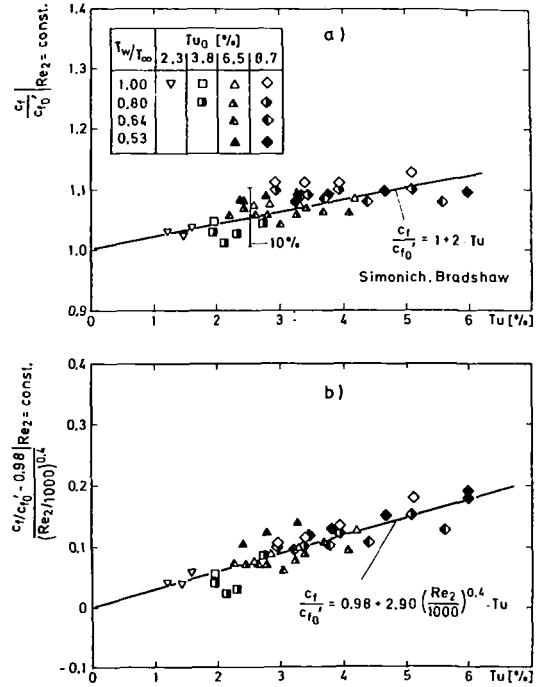 a)
T_w/T_∞ Tu_0 [%]
2,3 3,8 6,5 8,7
1.00
0.80
0,64
0,53
c_f/c_f0' | Re_2 = const.
1.4
1.3
1.2
1.1
1.0
0,9
10%
c_f/c_f0' = 1+2 · Tu
Simonich, Bradshaw
0 1 2 3 4 5 Tu [%] 6
b)
c_f/c_f0' - 0.98 | Re_2 = const.
(Re_2/1000)^0.4
0.4
0.3
0.2
0.1
0
-0.1
c_f/c_f0' = 0.98 + 2.90 (Re_2/1000)^0.4 · Tu
0 1 2 3 4 5 6 Tu [%]